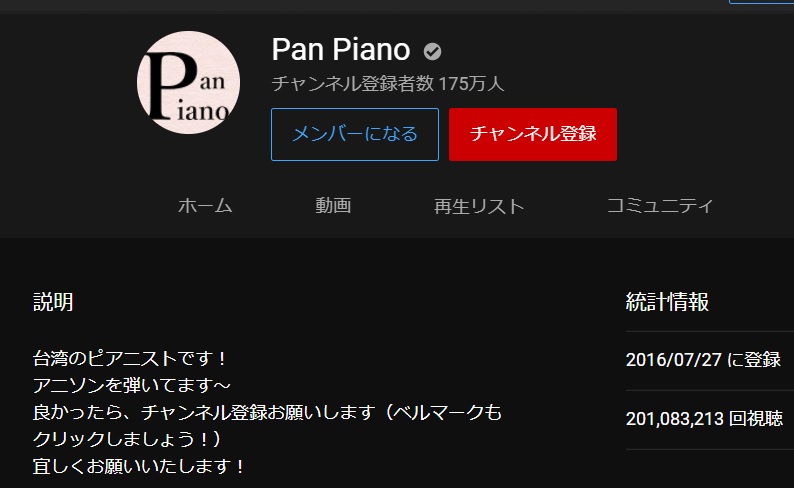 Pan Piano
Pan
Piano
チャンネル登録者数 175万人
メンバーになる
チャンネル登録
ホーム
動画
再生リスト
コミュニティ
説明
台湾のピアニストです！
アニソンを弾いてます～
良かったら、チャンネル登録お願いします（ベルマークも
クリックしましょう！）
宜しくお願いいたします！
統計情報
2016/07/27 に登録
201,083,213 回視聴